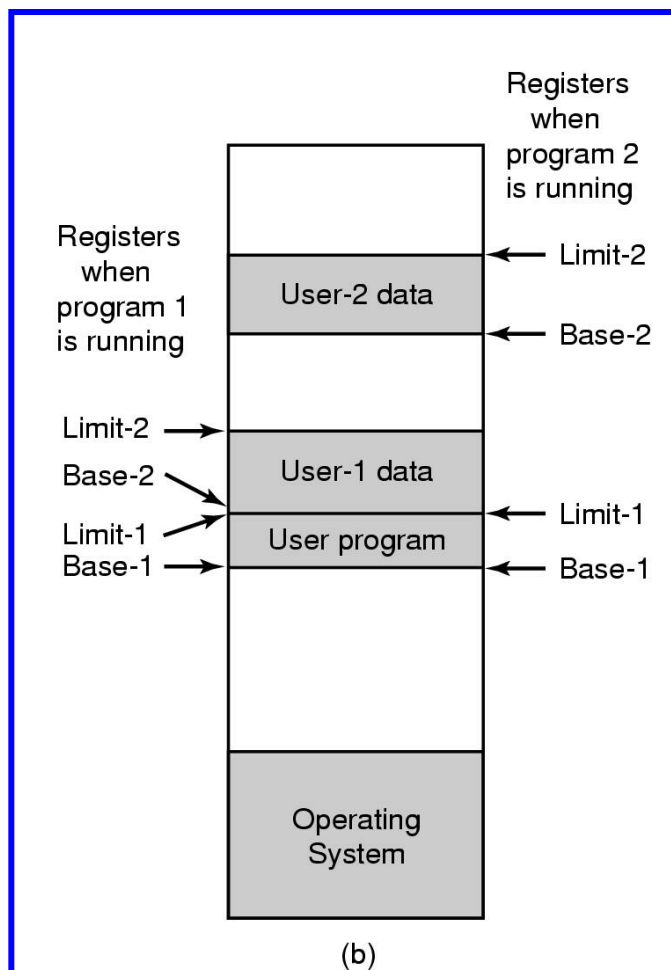 Registers
when
program 2
is running
Registers
when
program 1
is running
Limit-2
User-2 data
Base-2
Limit-2
Base-2
User-1 data
Limit-1
Limit-1
User program
Base-1
Base-1
Operating
System
(b)